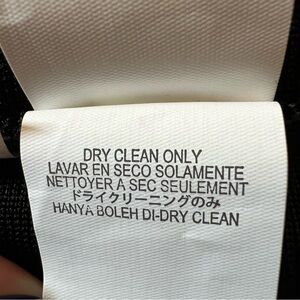 DRY CLEAN ONLY
LAVAR EN SECO SOLAMENTE
NETTOYER A SEC SEULEMENT
ドライクリーニングのみ
HANYA BOLEH DI-DRY CLEAN